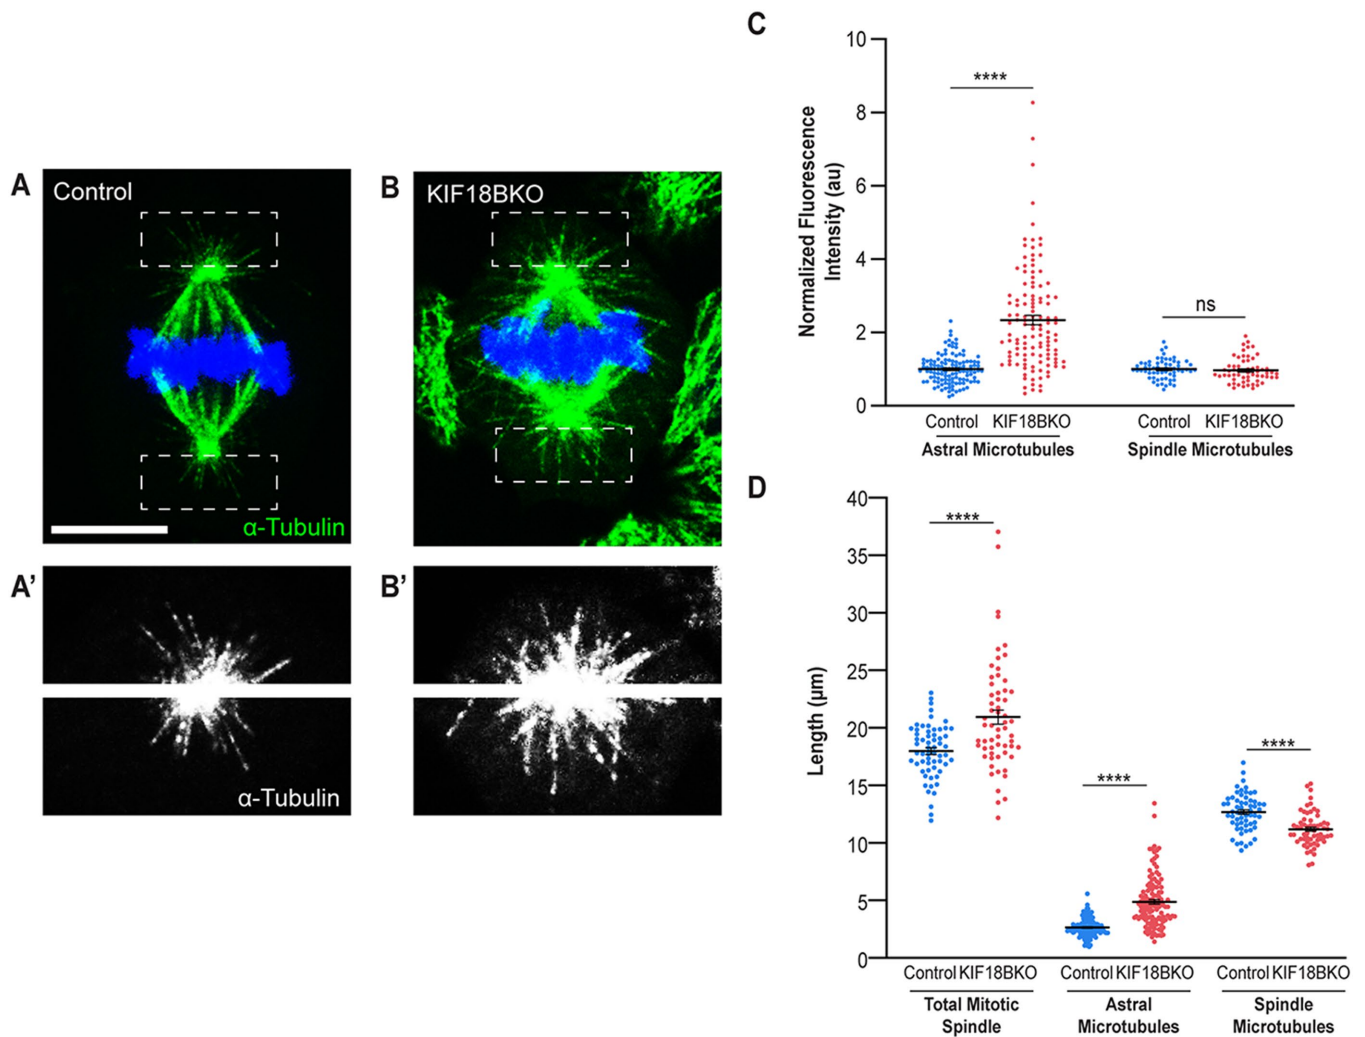 A
Control
α-Tubulin
B
KIF18BKO
A’
α-Tubulin
B’
C
Normalized Fluorescence
Intensity (au)
10
8
6
4
2
0
****
ns
Control KIF18BKO
Astral Microtubules
Control KIF18BKO
Spindle Microtubules
D
Length (μm)
40
35
30
25
20
15
10
5
0
****
****
****
Control KIF18BKO
Total Mitotic
Spindle
Control KIF18BKO
Astral
Microtubules
Control KIF18BKO
Spindle
Microtubules